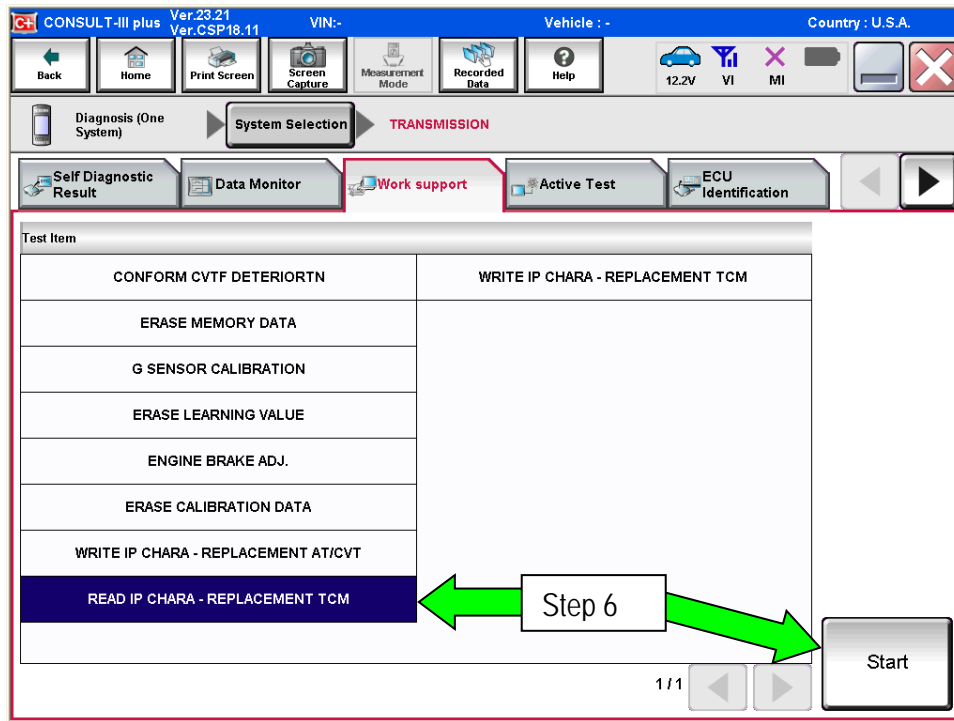 C+ CONSULT-III plus Ver.23.21 VIN:- Vehicle : - Country : U.S.A.
Ver.CSP18.11
Back Home Print Screen Screen Capture Measurement Mode Recorded Data Help 12.2V VI MI
Diagnosis (One System) System Selection TRANSMISSION
Self Diagnostic Result Data Monitor Work support Active Test ECU Identification
Test Item
CONFORM CVTF DETERIORTN WRITE IP CHARA - REPLACEMENT TCM
ERASE MEMORY DATA
G SENSOR CALIBRATION
ERASE LEARNING VALUE
ENGINE BRAKE ADJ.
ERASE CALIBRATION DATA
WRITE IP CHARA - REPLACEMENT AT/CVT
READ IP CHARA - REPLACEMENT TCM
Step 6
Start
1/1